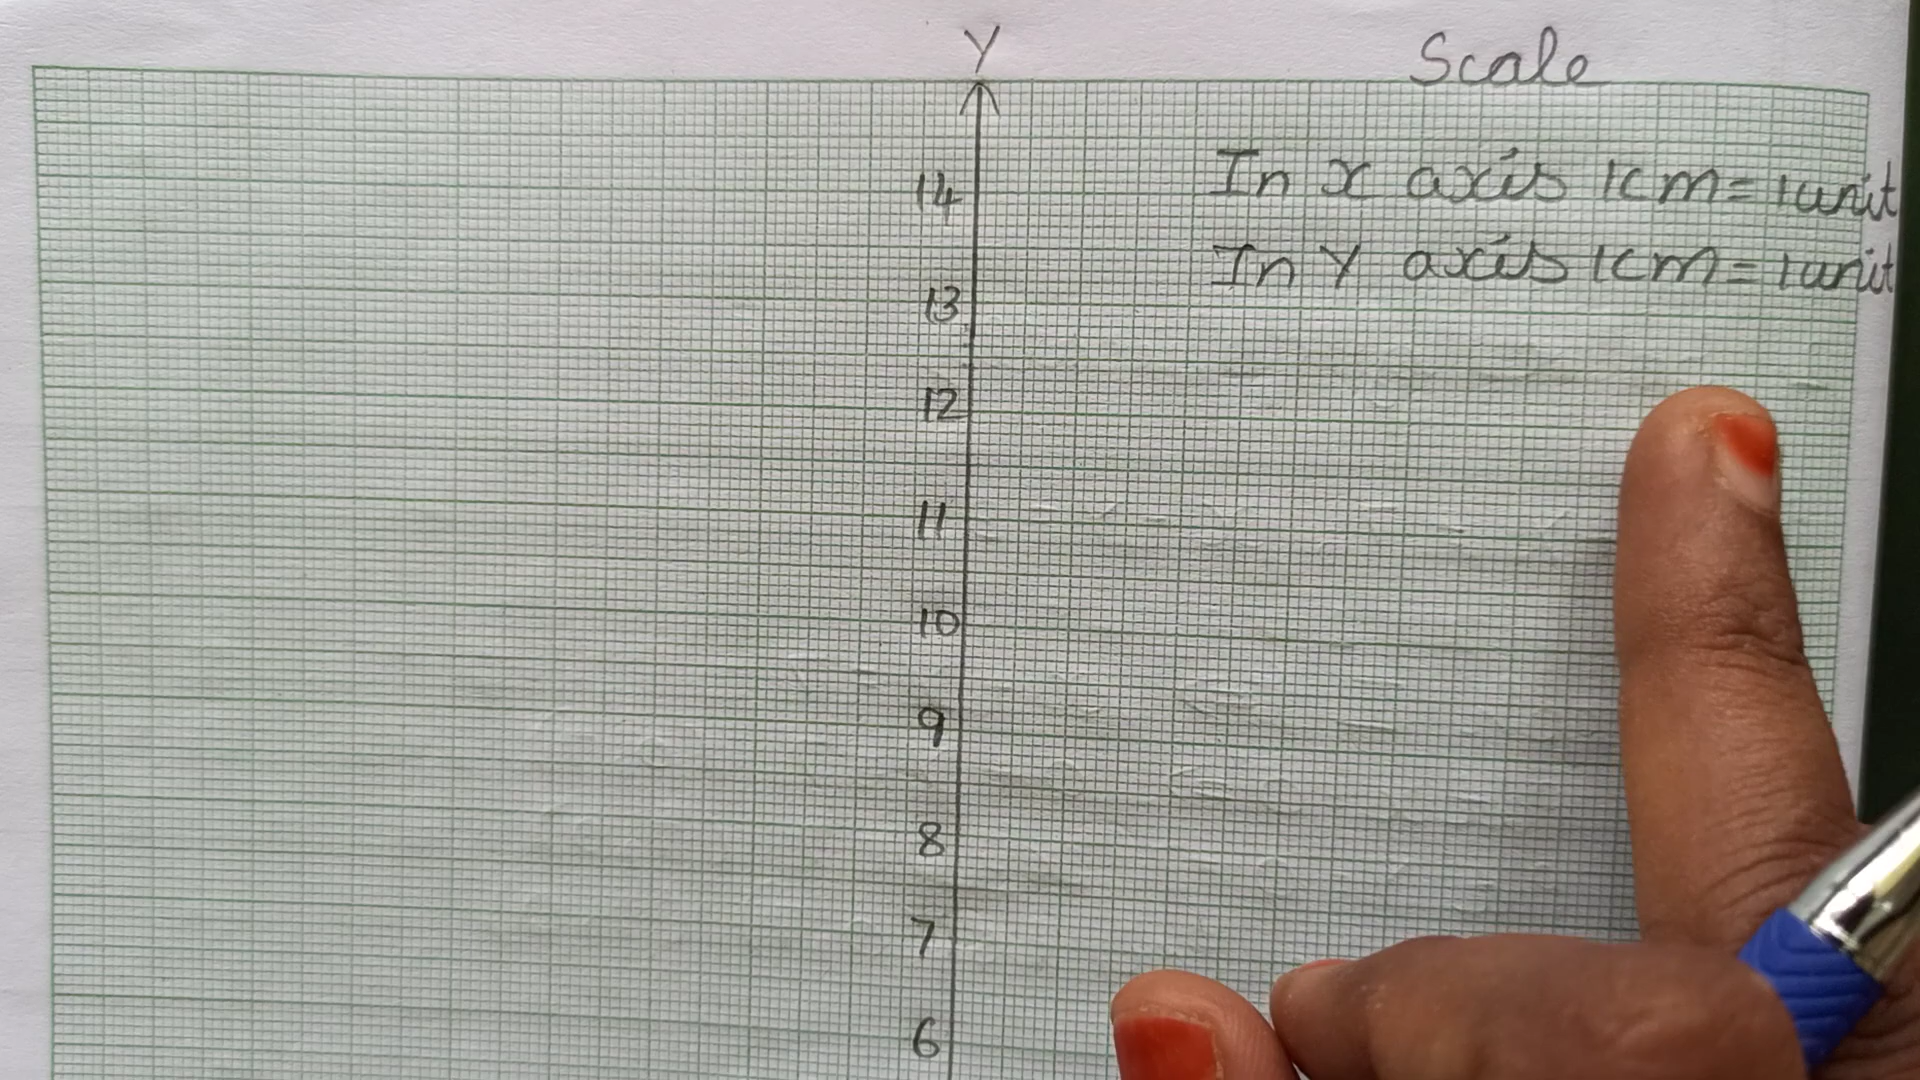 Y
Scale
In x axis 1cm=1unit
In Y axis 1cm=1unit
14
13
12
11
10
9
8
7
6